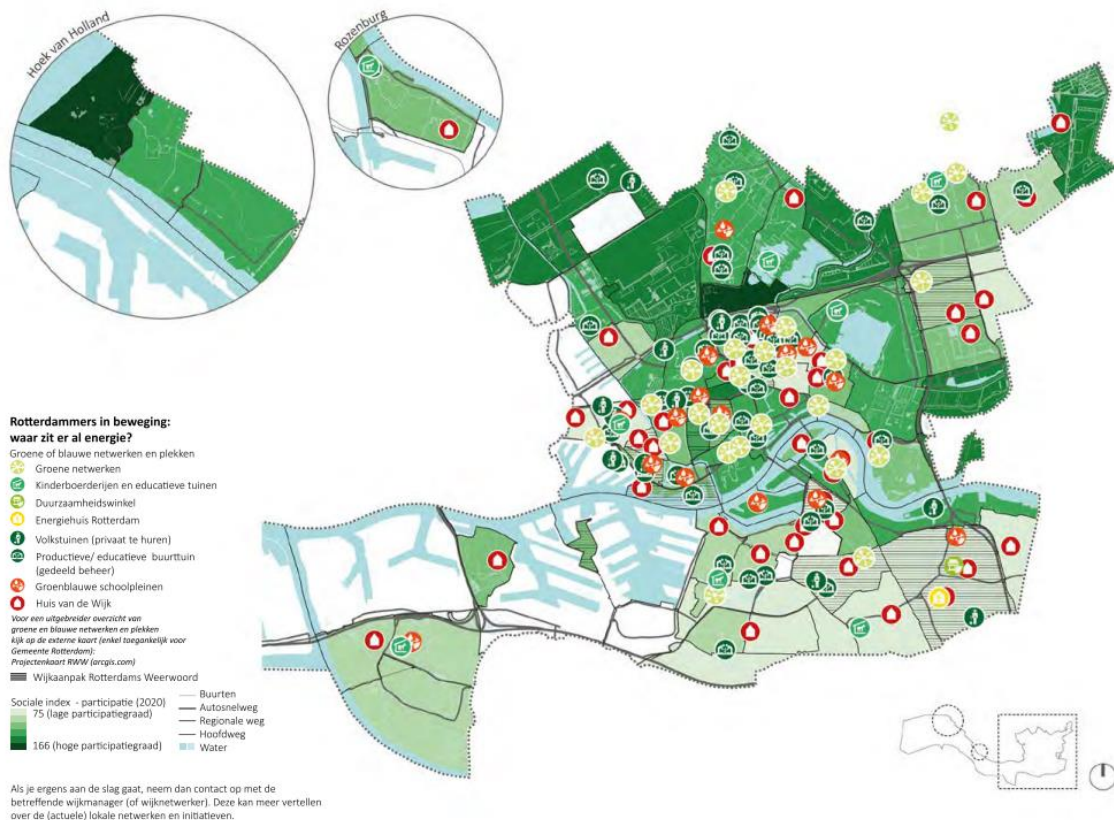 Hoek van Holland
Rozenburg
Rotterdammers in beweging:
waar zit er al energie?
Groene of blauwe netwerken en plekken
Groene netwerken
Kinderboerderijen en educatieve tuinen
Duurzaamheidswinkel
Energiehuis Rotterdam
Volkstuinen (privaat te huren)
Productieve/ educatieve buurttuin
(gedeeld beheer)
Groenblauwe schoolpleinen
Huis van de Wijk
Voor een uitgebreider overzicht van
groene en blauwe netwerken en plekken
kijk op de externe kaart (enkel toegankelijk voor
Gemeente Rotterdam):
Projectenkaart RWW (arcgis.com)
Wijkaanpak Rotterdams Weerwoord
Sociale index - participatie (2020)
75 (lage participatiegraad)
166 (hoge participatiegraad)
Buurten
Autosnelweg
Regionale weg
Hoofdweg
Water
Als je ergens aan de slag gaat, neem dan contact op met de
betreffende wijkmanager (of wijknetwerker). Deze kan meer vertellen
over de (actuele) lokale netwerken en initiatieven.